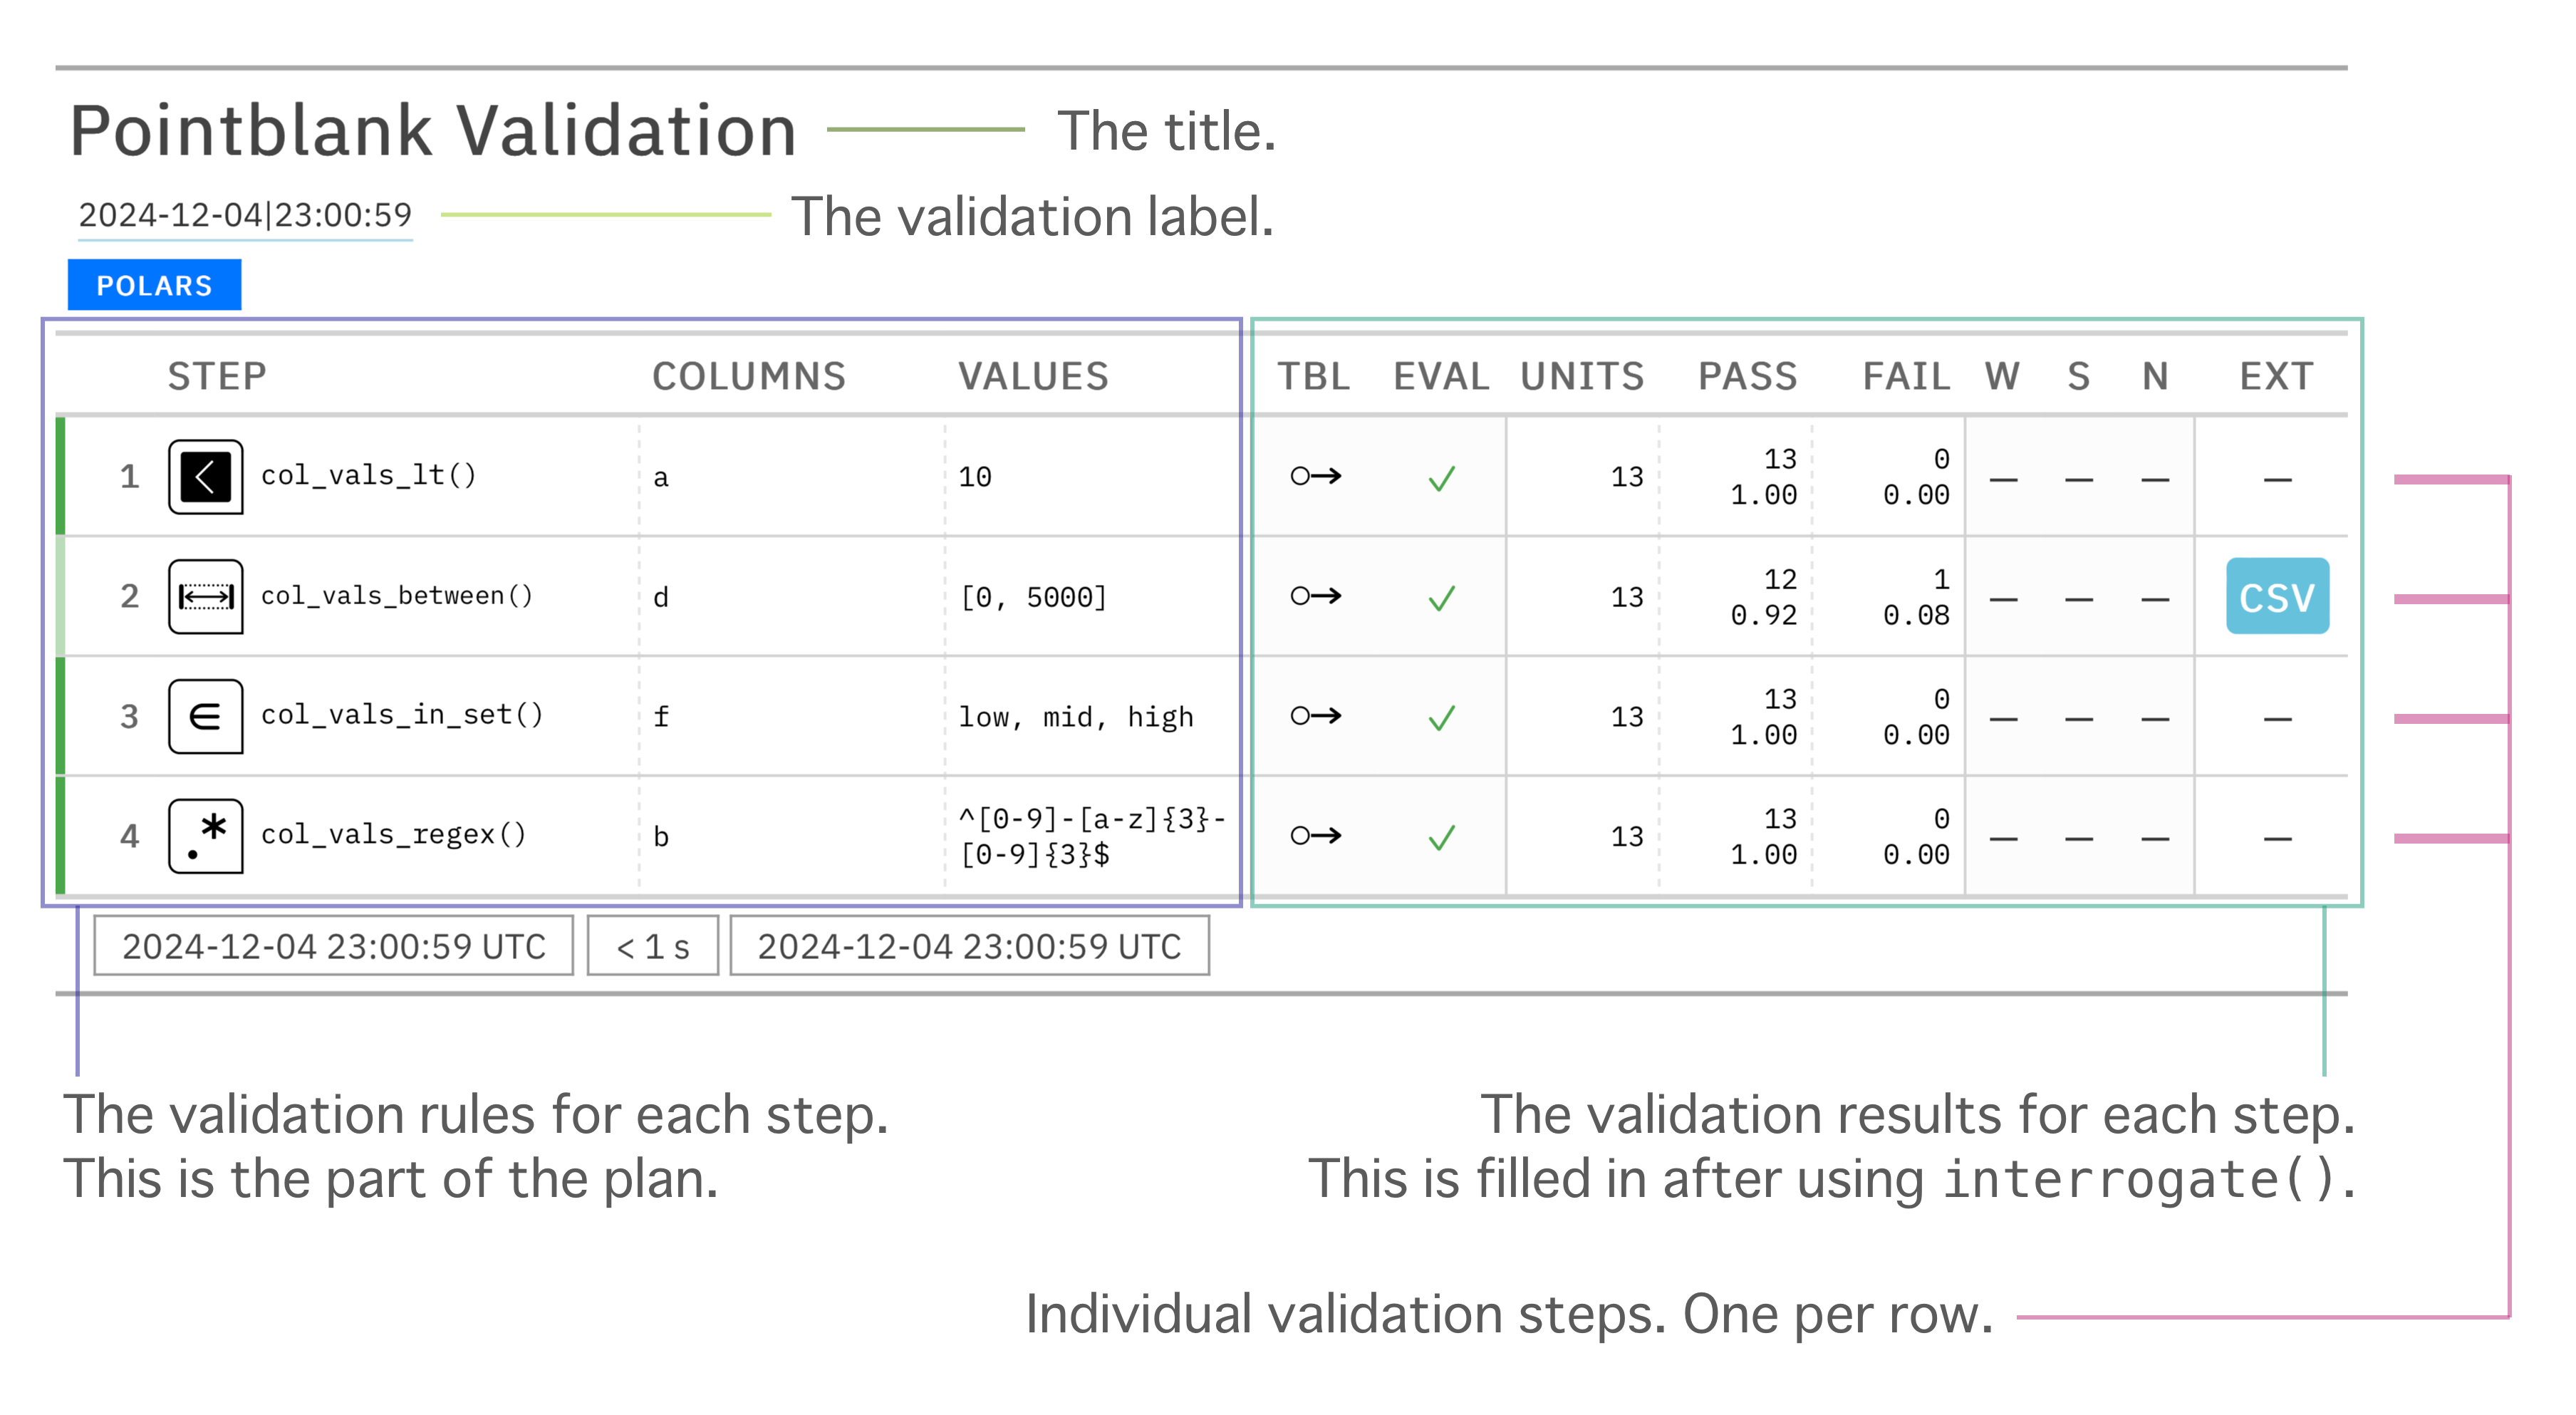 Pointblank Validation
The title.
2024-12-04|23:00:59
The validation label.
POLARS
STEP COLUMNS VALUES TBL EVAL UNITS PASS FAIL W S N EXT
1 col_vals_lt() a 10 ✓ 13 13 0 — — — —
1.00 0.00
2 col_vals_between() d [0, 5000] ✓ 13 12 1 — — — CSV
0.92 0.08
3 ∈ col_vals_in_set() f low, mid, high ✓ 13 13 0 — — — —
1.00 0.00
4 .* col_vals_regex() b ^[0-9]-[a-z]{3}- ✓ 13 13 0 — — — —
[0-9]{3}$ 1.00 0.00
2024-12-04 23:00:59 UTC < 1 s 2024-12-04 23:00:59 UTC
The validation rules for each step.
This is the part of the plan.
The validation results for each step.
This is filled in after using interrogate().
Individual validation steps. One per row.